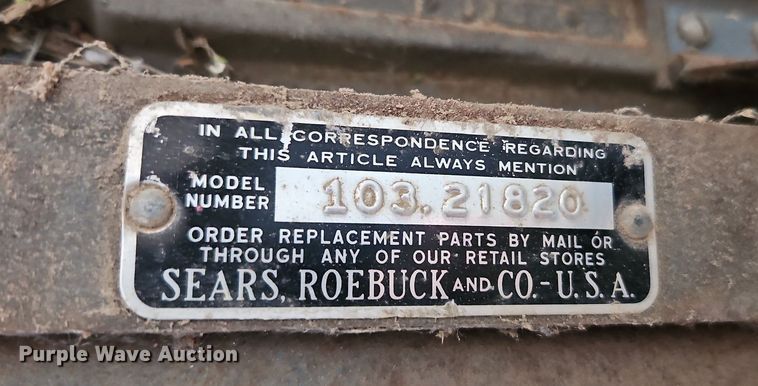 IN ALL CORRESPONDENCE REGARDING
THIS ARTICLE ALWAYS MENTION
MODEL NUMBER 103.21820
ORDER REPLACEMENT PARTS BY MAIL OR
THROUGH ANY OF OUR RETAIL STORES
SEARS, ROEBUCK AND CO.-U.S.A.
Purple Wave Auction